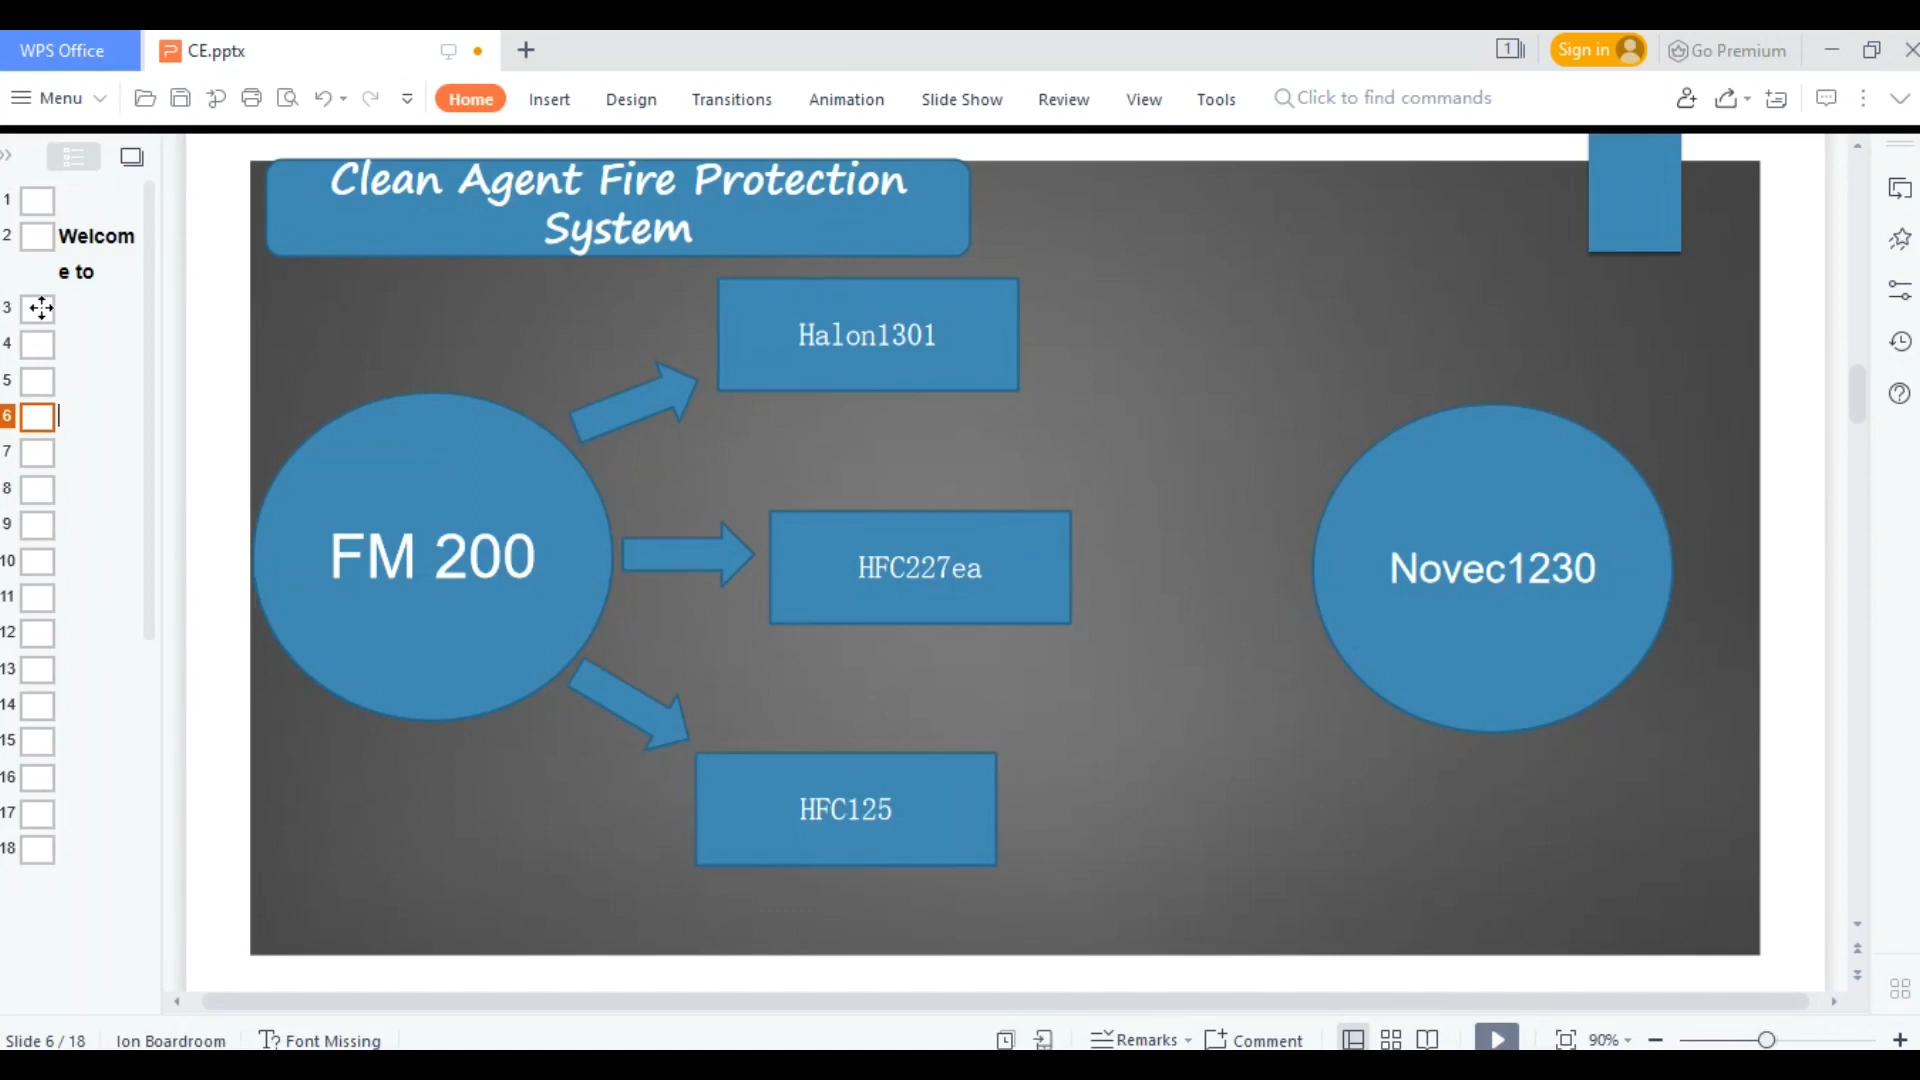 WPS Office
CE.pptx
1
Sign in
Go Premium
Menu
Home
Insert
Design
Transitions
Animation
Slide Show
Review
View
Tools
Click to find commands
1
2
Welcom
e to
3
4
5
6
7
8
9
10
11
12
13
14
15
16
17
18
Clean Agent Fire Protection
System
Halon1301
FM 200
HFC227ea
Novec1230
HFC125
Slide 6 / 18
Ion Boardroom
Font Missing
Remarks
Comment
90%